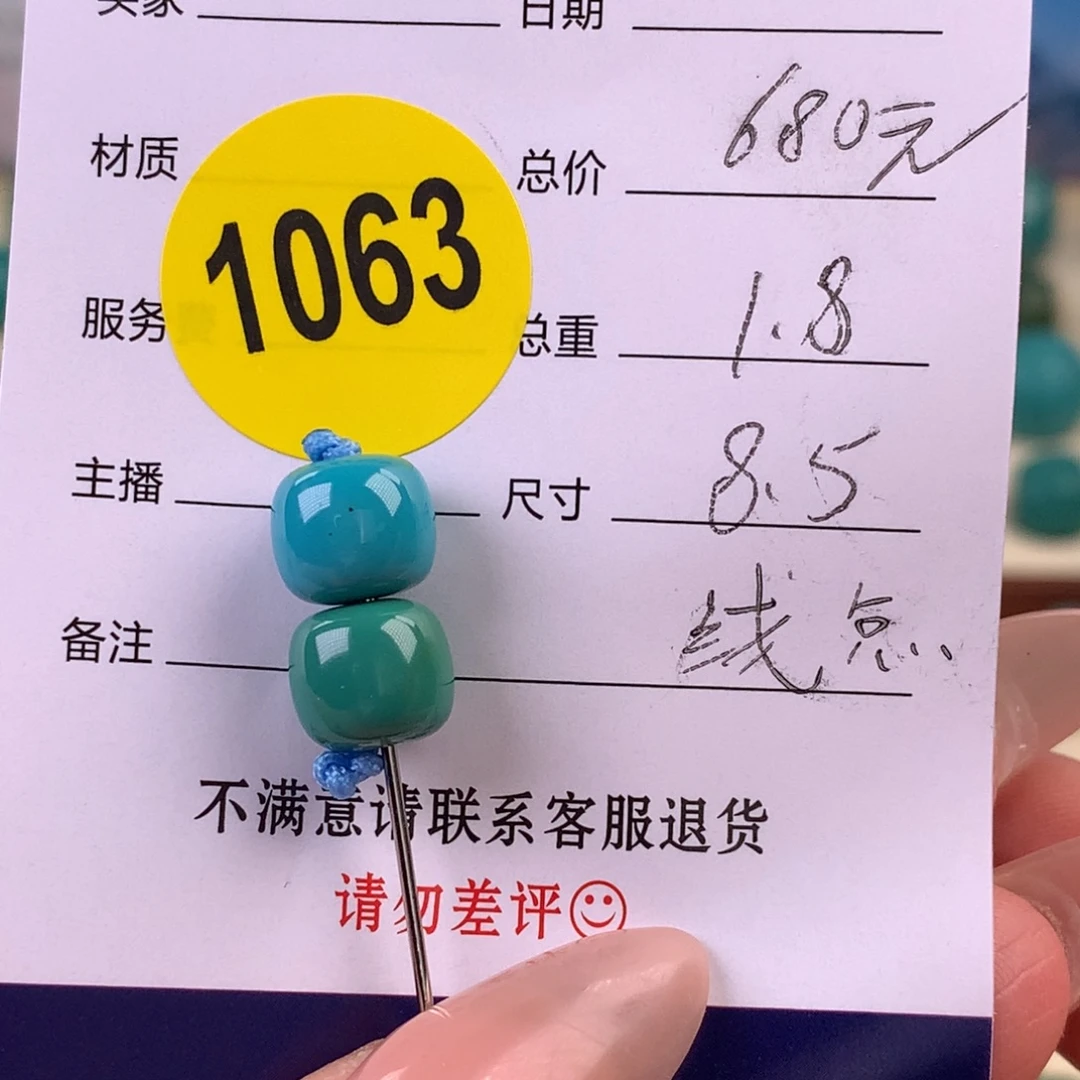 买家 日期
材质 总价 680元
1063
服务 总重 1.8
主播 尺寸 8.5
备注 线点
不满意请联系客服退货
请勿差评